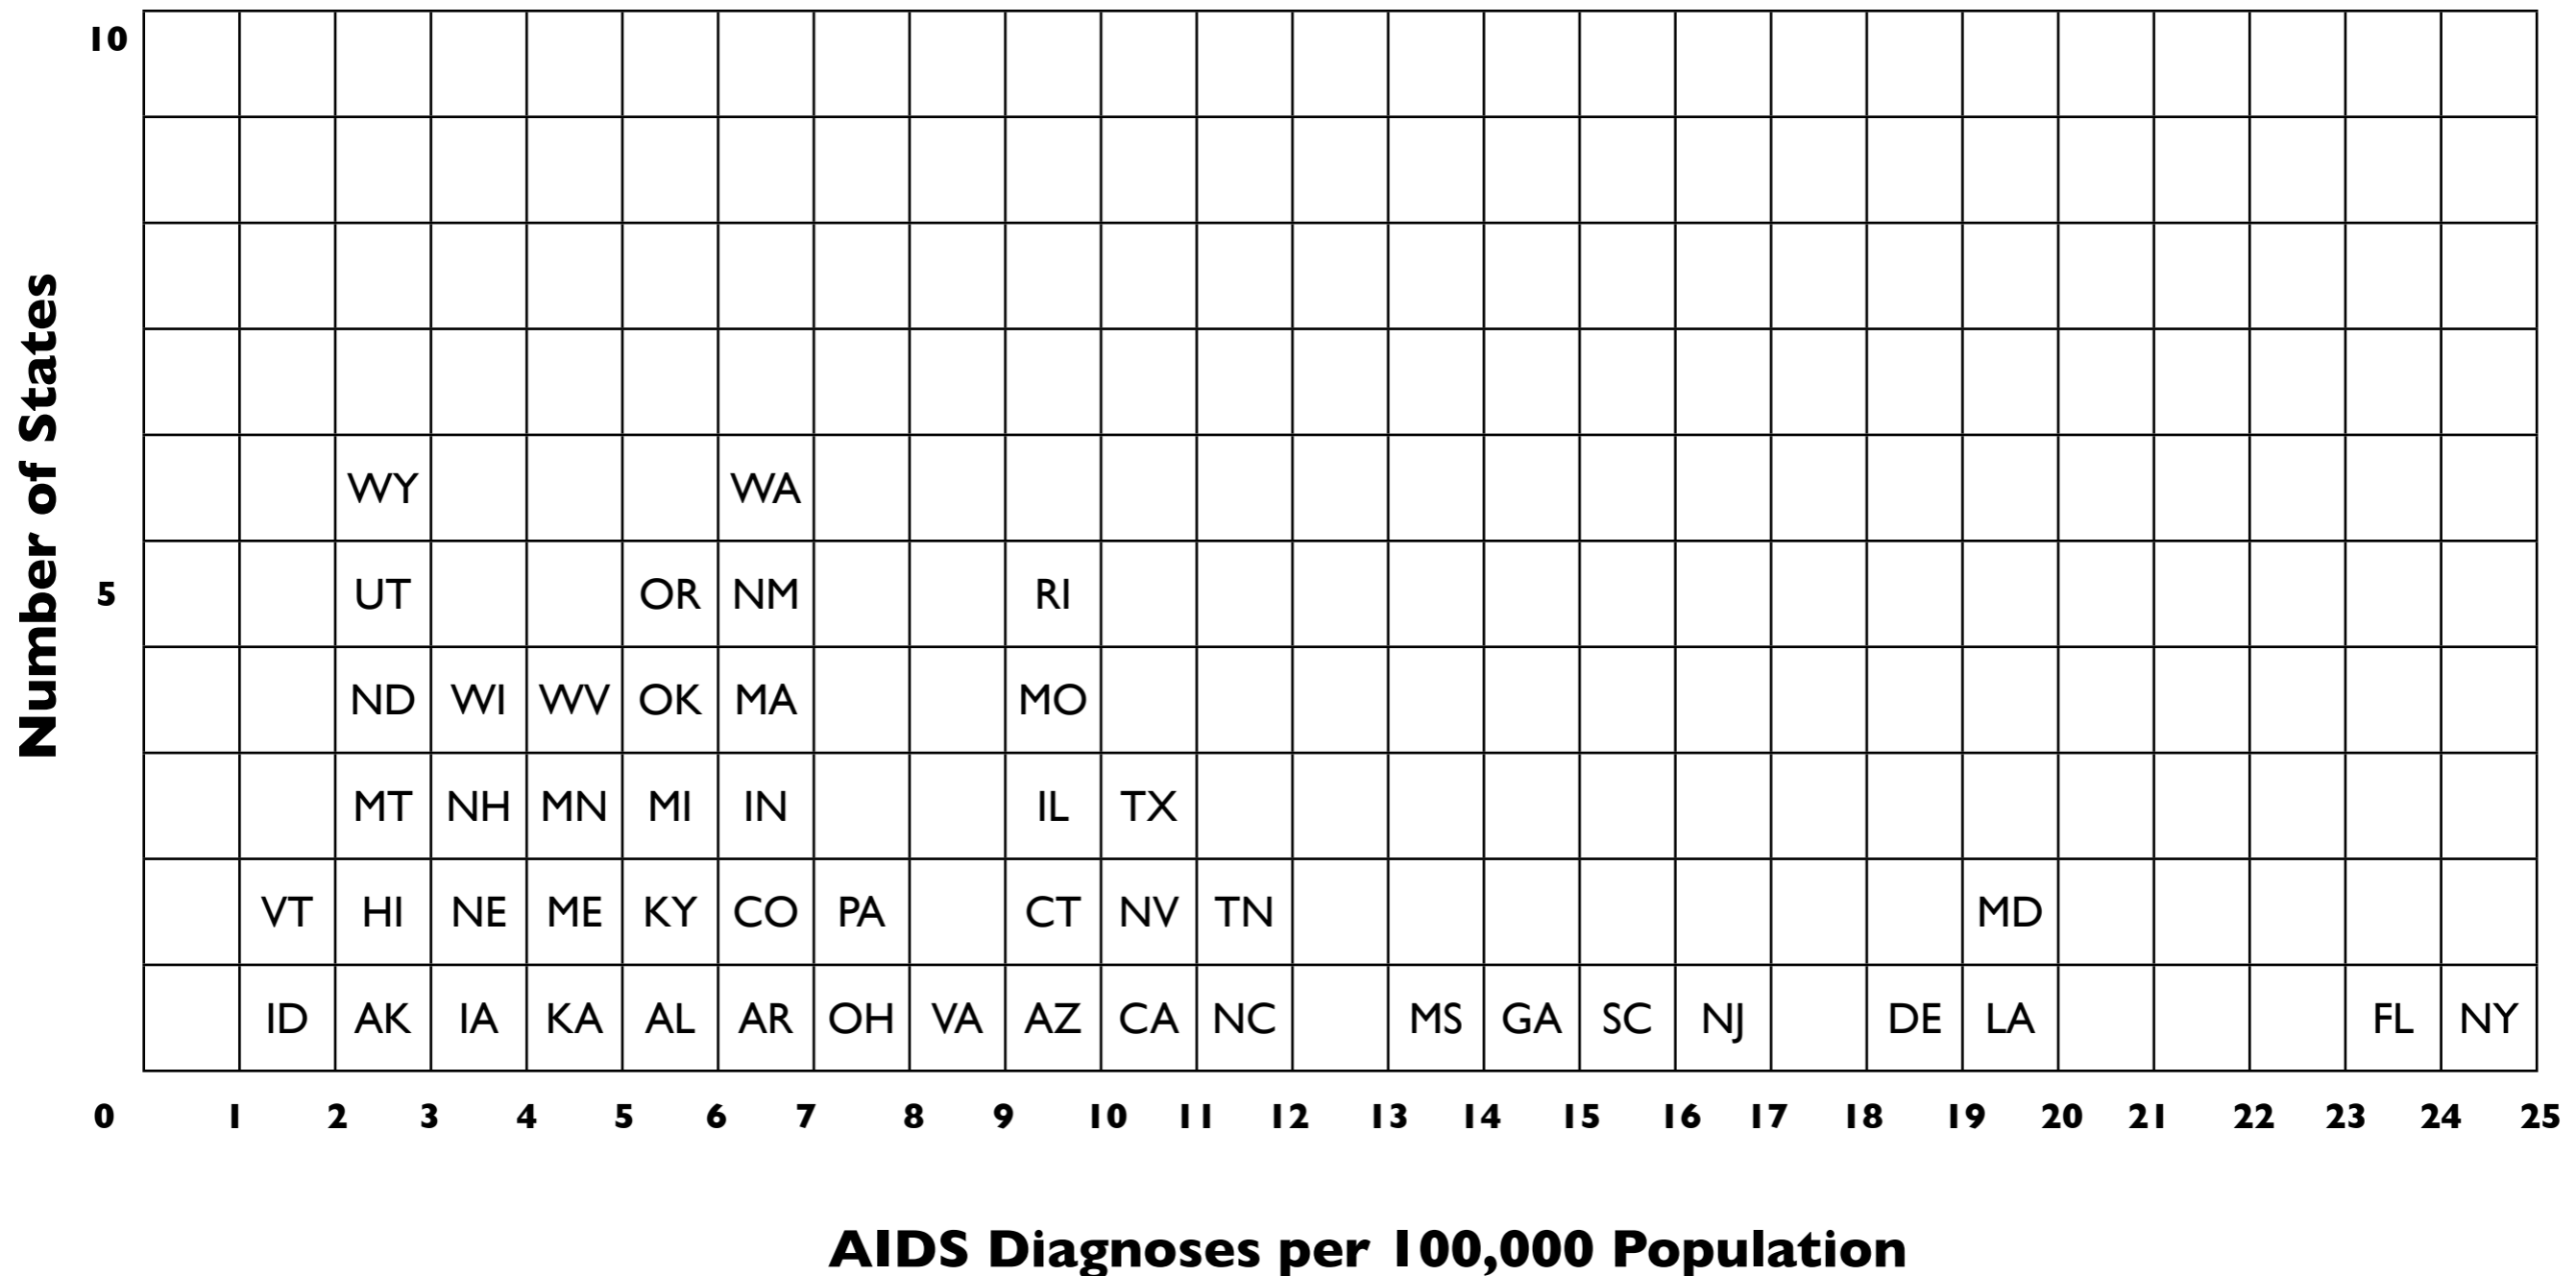 10
WY WA
Number of States
5 UT OR NM RI
ND WI WV OK MA MO
MT NH MN MI IN IL TX
VT HI NE ME KY CO PA CT NV TN MD
ID AK IA KA AL AR OH VA AZ CA NC MS GA SC NJ DE LA FL NY
0 1 2 3 4 5 6 7 8 9 10 11 12 13 14 15 16 17 18 19 20 21 22 23 24 25
AIDS Diagnoses per 100,000 Population